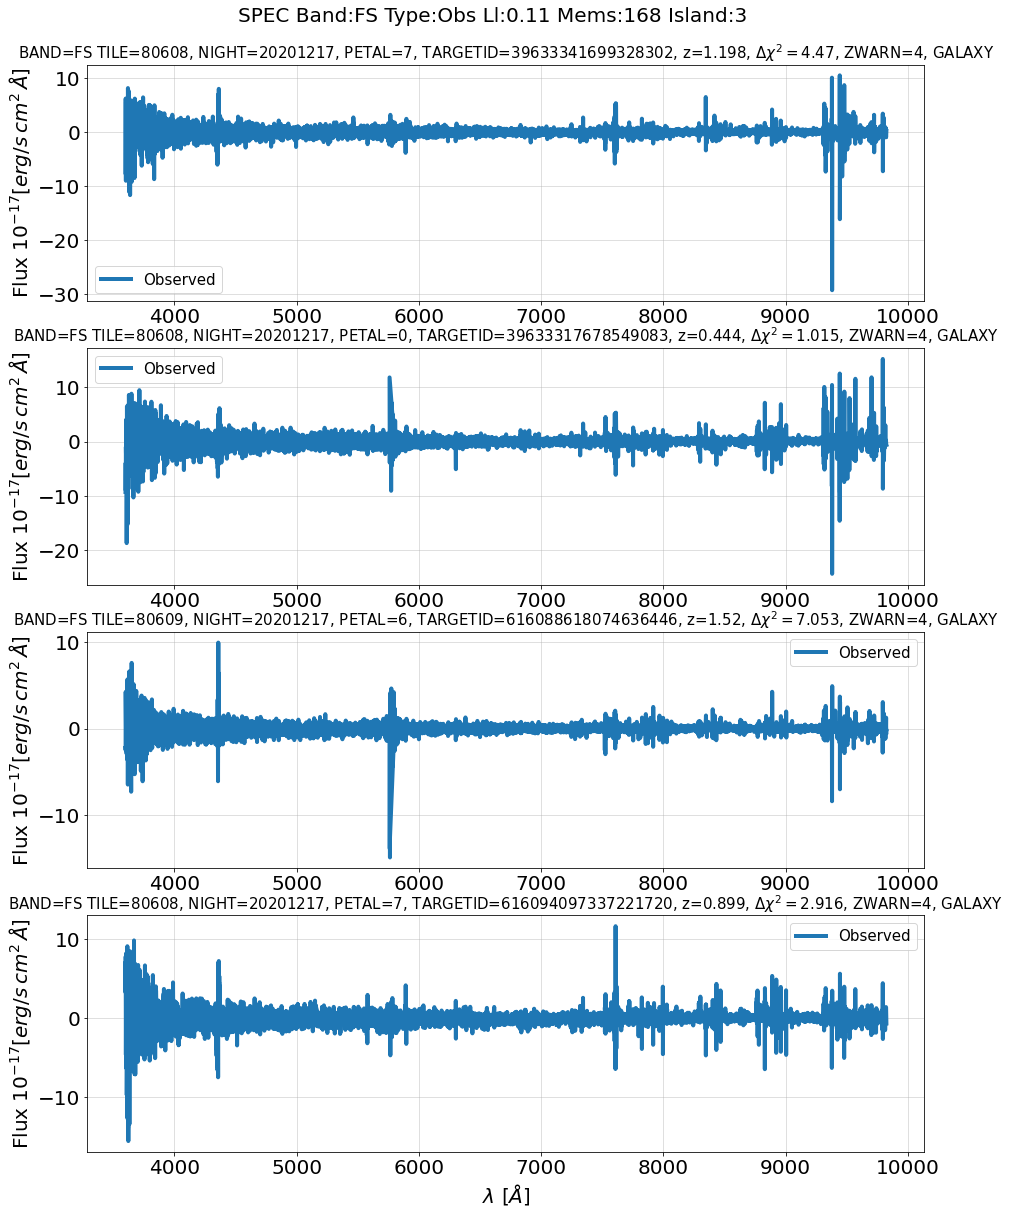 SPEC Band:FS Type:Obs Ll:0.11 Mems:168 Island:3
BAND=FS TILE=80608, NIGHT=20201217, PETAL=7, TARGETID=39633341699328302, z=1.198, Δχ² = 4.47, ZWARN=4, GALAXY
Flux 10⁻¹⁷[erg/s cm² Å]
10
0
−10
−20
−30
Observed
4000 5000 6000 7000 8000 9000 10000
BAND=FS TILE=80608, NIGHT=20201217, PETAL=0, TARGETID=39633317678549083, z=0.444, Δχ² = 1.015, ZWARN=4, GALAXY
Flux 10⁻¹⁷[erg/s cm² Å]
Observed
10
0
−10
−20
4000 5000 6000 7000 8000 9000 10000
BAND=FS TILE=80609, NIGHT=20201217, PETAL=6, TARGETID=616088618074636446, z=1.52, Δχ² = 7.053, ZWARN=4, GALAXY
Flux 10⁻¹⁷[erg/s cm² Å]
Observed
10
0
−10
4000 5000 6000 7000 8000 9000 10000
BAND=FS TILE=80608, NIGHT=20201217, PETAL=7, TARGETID=616094097337221720, z=0.899, Δχ² = 2.916, ZWARN=4, GALAXY
Flux 10⁻¹⁷[erg/s cm² Å]
Observed
10
0
−10
4000 5000 6000 7000 8000 9000 10000
λ [Å]